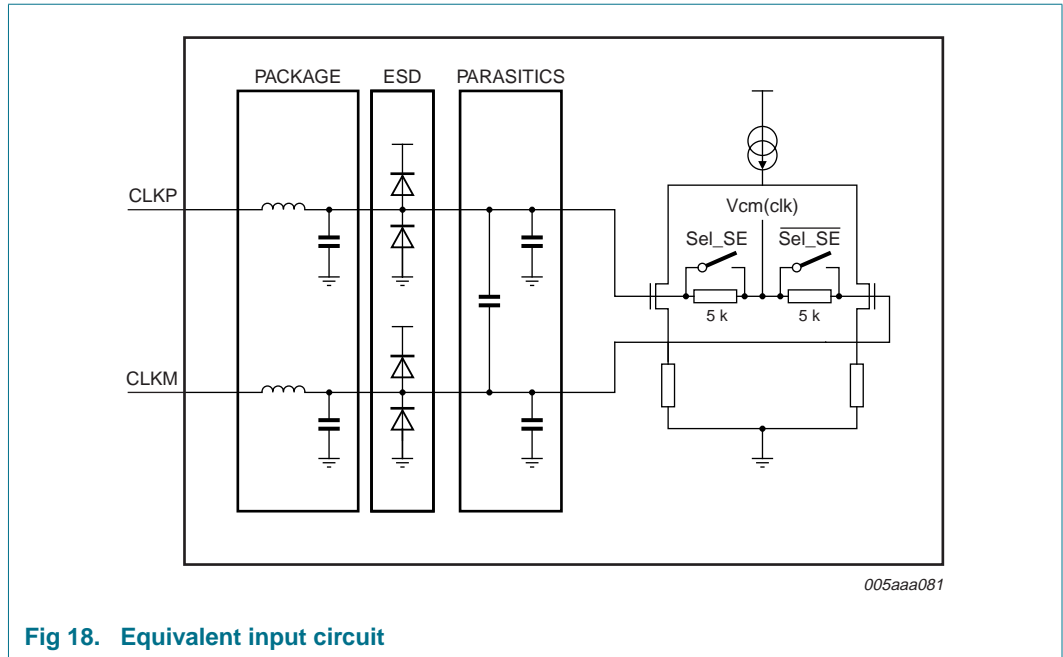 PACKAGE ESD PARASITICS
CLKP
Vcm(clk)
Sel_SE Sel_SE
5 k 5 k
CLKM
005aaa081
Fig 18. Equivalent input circuit